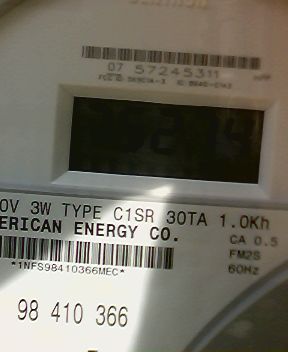 07 57245311
0V 3W TYPE C1SR 30TA 1.0Kh
ERICAN ENERGY CO.
CA 0.5
FM2S
60Hz
*1NFS98410366MEC*
98 410 366